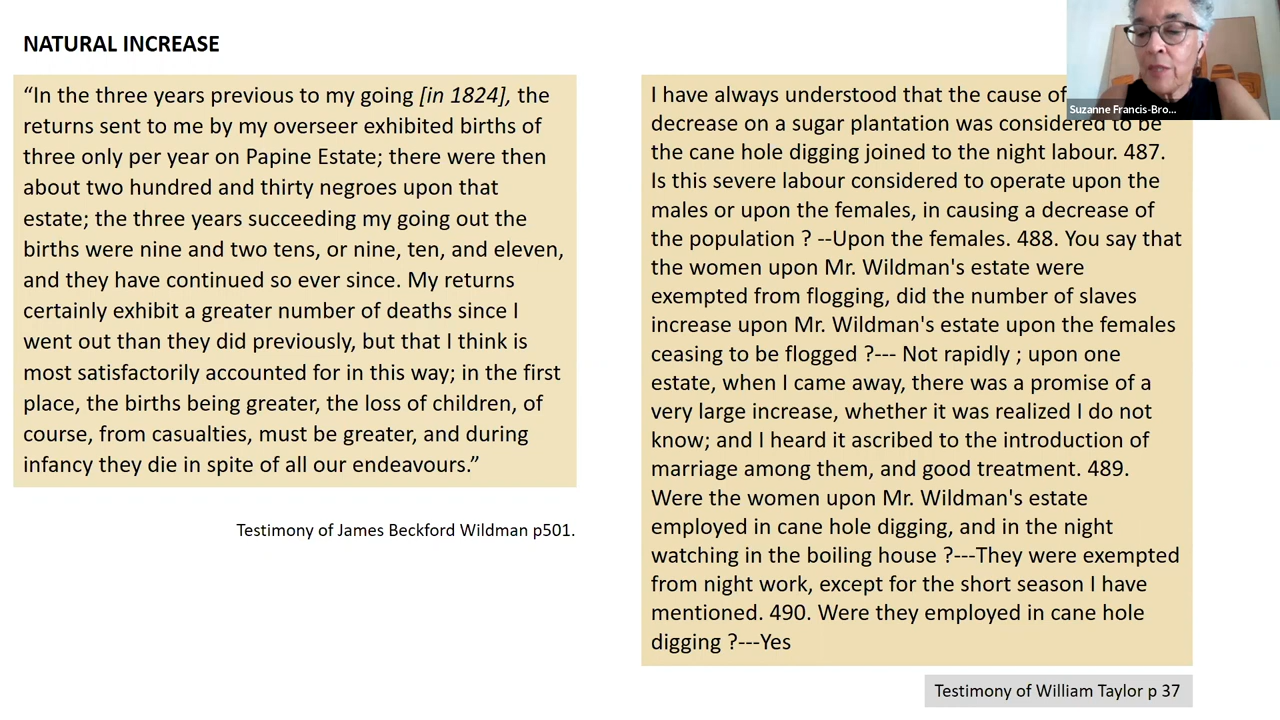 NATURAL INCREASE
“In the three years previous to my going [in 1824], the
returns sent to me by my overseer exhibited births of
three only per year on Papine Estate; there were then
about two hundred and thirty negroes upon that
estate; the three years succeeding my going out the
births were nine and two tens, or nine, ten, and eleven,
and they have continued so ever since. My returns
certainly exhibit a greater number of deaths since I
went out than they did previously, but that I think is
most satisfactorily accounted for in this way; in the first
place, the births being greater, the loss of children, of
course, from casualties, must be greater, and during
infancy they die in spite of all our endeavours.”
Testimony of James Beckford Wildman p501.
I have always understood that the cause of
decrease on a sugar plantation was considered to be
the cane hole digging joined to the night labour. 487.
Is this severe labour considered to operate upon the
males or upon the females, in causing a decrease of
the population ? --Upon the females. 488. You say that
the women upon Mr. Wildman's estate were
exempted from flogging, did the number of slaves
increase upon Mr. Wildman's estate upon the females
ceasing to be flogged ?--- Not rapidly ; upon one
estate, when I came away, there was a promise of a
very large increase, whether it was realized I do not
know; and I heard it ascribed to the introduction of
marriage among them, and good treatment. 489.
Were the women upon Mr. Wildman's estate
employed in cane hole digging, and in the night
watching in the boiling house ?---They were exempted
from night work, except for the short season I have
mentioned. 490. Were they employed in cane hole
digging ?---Yes
Testimony of William Taylor p 37
Suzanne Francis-Bro...